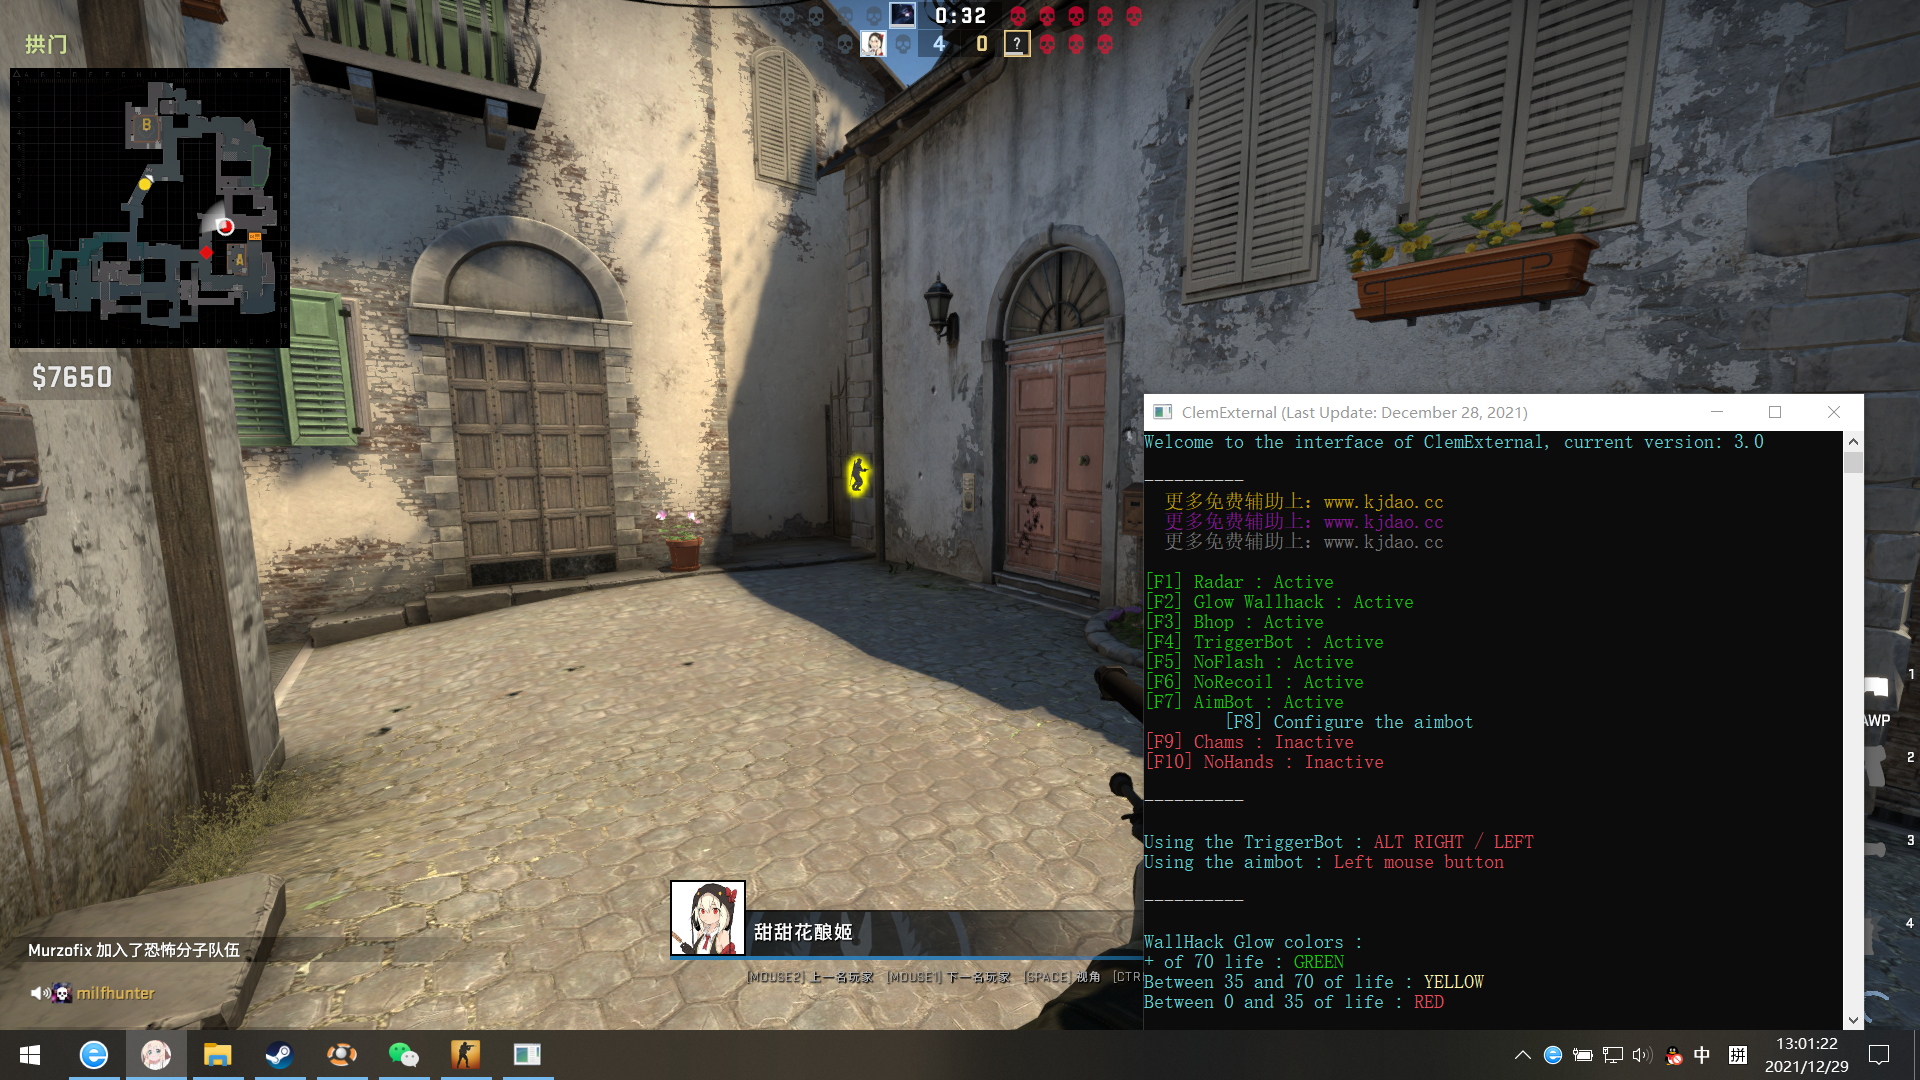 0:32
拱门
4 0 ?
B
A
$7650
ClemExternal (Last Update: December 28, 2021)
Welcome to the interface of ClemExternal, current version: 3.0
----------
更多免费辅助上：www.kjdao.cc
更多免费辅助上：www.kjdao.cc
更多免费辅助上：www.kjdao.cc
[F1] Radar : Active
[F2] Glow Wallhack : Active
[F3] Bhop : Active
[F4] TriggerBot : Active
[F5] NoFlash : Active
[F6] NoRecoil : Active
[F7] AimBot : Active
[F8] Configure the aimbot
[F9] Chams : Inactive
[F10] NoHands : Inactive
----------
Using the TriggerBot : ALT RIGHT / LEFT
Using the aimbot : Left mouse button
----------
WallHack Glow colors :
+ of 70 life : GREEN
Between 35 and 70 of life : YELLOW
Between 0 and 35 of life : RED
1
AWP
2
3
4
甜甜花酿姬
[MOUSE2] 上一名玩家 [MOUSE1] 下一名玩家 [SPACE] 视角 [CTR
Murzofix 加入了恐怖分子队伍
milfhunter
中 拼
13:01:22
2021/12/29